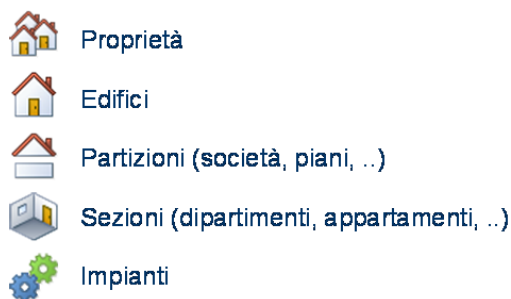 Proprietà
Edifici
Partizioni (società, piani, ..)
Sezioni (dipartimenti, appartamenti, ..)
Impianti